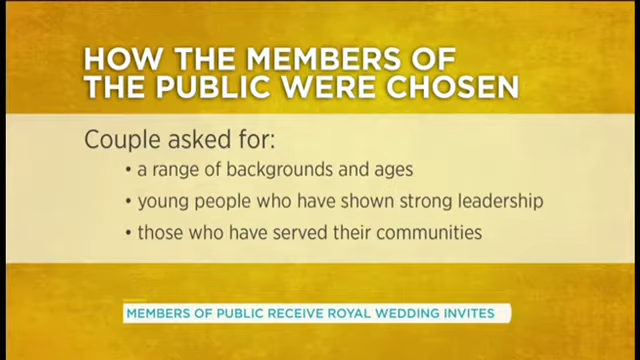 HOW THE MEMBERS OF
THE PUBLIC WERE CHOSEN
Couple asked for:
• a range of backgrounds and ages
• young people who have shown strong leadership
• those who have served their communities
MEMBERS OF PUBLIC RECEIVE ROYAL WEDDING INVITES